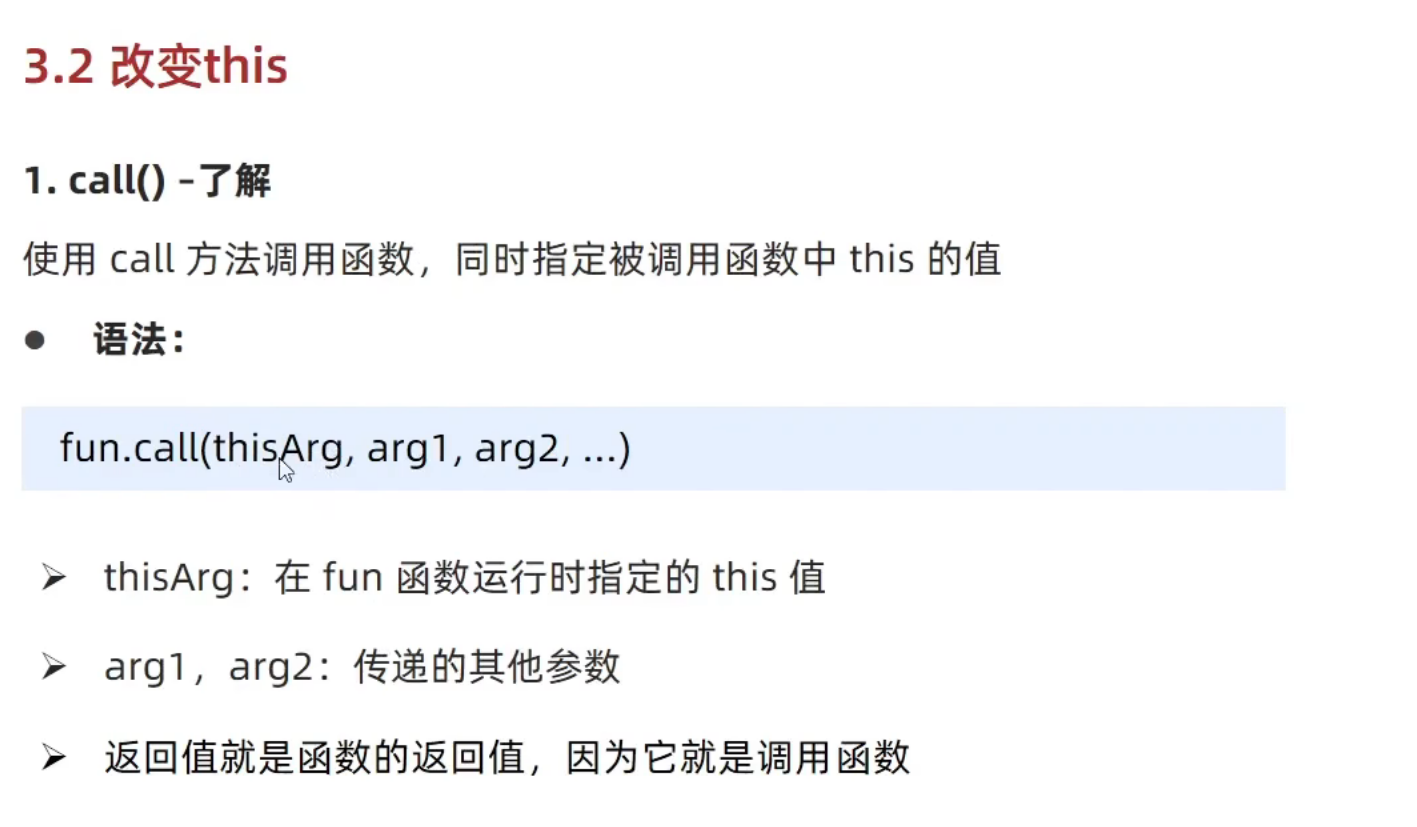 3.2 改变this
1. call() –了解
使用 call 方法调用函数，同时指定被调用函数中 this 的值
● 语法：
fun.call(thisArg, arg1, arg2, ...)
➢ thisArg：在 fun 函数运行时指定的 this 值
➢ arg1，arg2：传递的其他参数
➢ 返回值就是函数的返回值，因为它就是调用函数